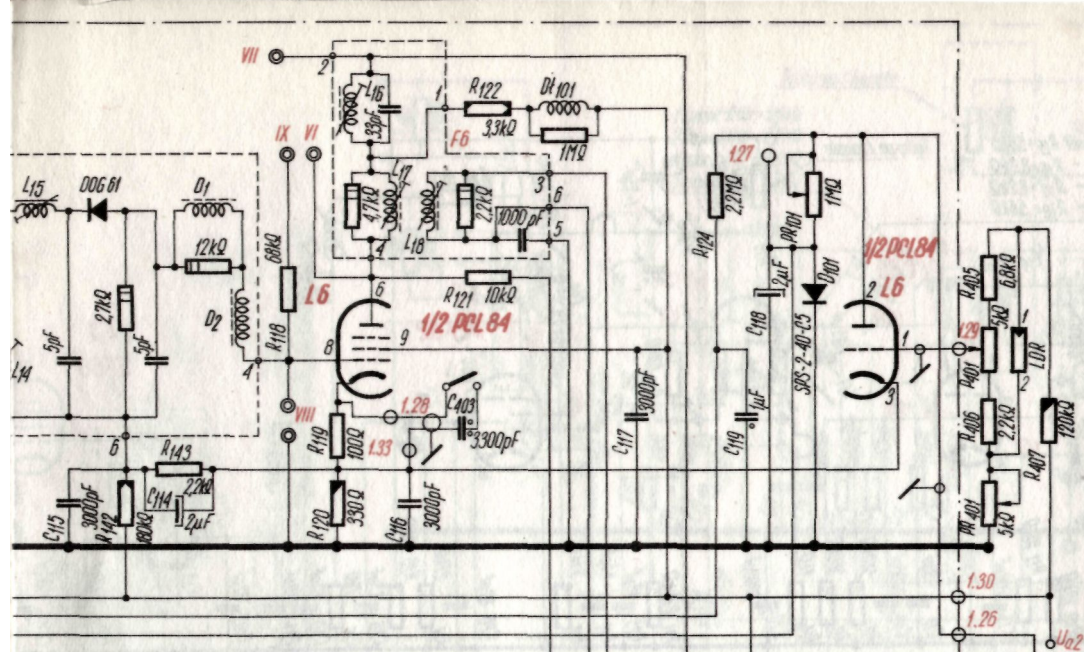 VII
2
L16
33pF
1
R122
3,3kΩ
Dł101
1MΩ
F6
IX
VI
L15
DOG 61
D1
12kΩ
D2
27kΩ
5pF
5pF
L14
4
6
68kΩ
R118
L6
L17
4,7kΩ
L18
2,2kΩ
1000pF
3
6
5
4
6
R121
10kΩ
1/2 PCL84
8
9
VIII
R119
100Ω
1.28
1.33
C403
3300pF
C117
3000pF
R143
2,2kΩ
C114
2µF
C115
3000pF
R142
180kΩ
R120
330Ω
C116
3000pF
R124
2,2MΩ
1.27
PR101
1MΩ
C118
2µF
D101
SPS-2-40-C5
C119
1µF
1/2 PCL84
L6
2
1
3
1.29
R405
6,8kΩ
P401
5kΩ
1
2
LDR
R406
2,2kΩ
R407
120kΩ
PR401
5kΩ
1.30
1.26
Ua2